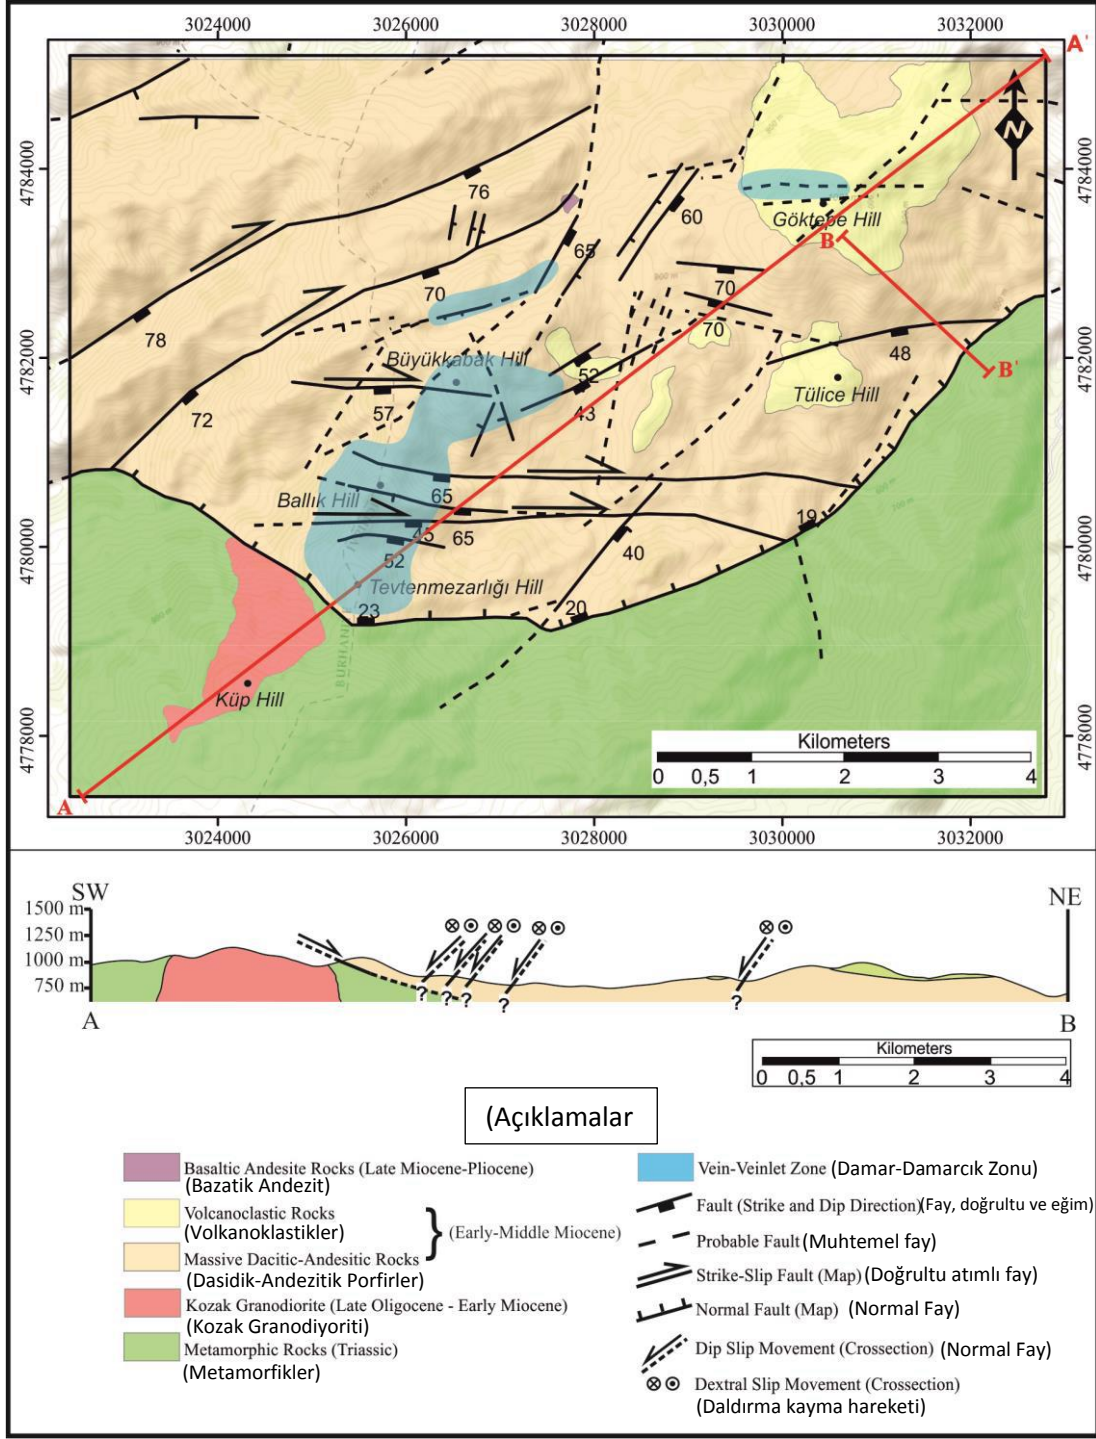 3024000 3026000 3028000 3030000 3032000
A'
N
4784000
4784000
76
60
Göktepe Hill
B
65
70
70
70
78
4782000
4782000
Büyükkabak Hill
48
52
B'
Tülice Hill
57
43
72
Ballık Hill
65
19
45
65
4780000
4780000
52
40
Tevtenmezarlığı Hill
23
20
BURHAN
Küp Hill
4778000
4778000
Kilometers
0 0,5 1 2 3 4
A
3024000 3026000 3028000 3030000 3032000
SW
NE
1500 m
1250 m
1000 m
750 m
? ? ? ? ?
A
B
Kilometers
0 0,5 1 2 3 4
(Açıklamalar
Basaltic Andesite Rocks (Late Miocene-Pliocene)
(Bazatik Andezit)
Volcanoclastic Rocks
(Volkanoklastikler)
} (Early-Middle Miocene)
Massive Dacitic-Andesitic Rocks
(Dasidik-Andezitik Porfirler)
Kozak Granodiorite (Late Oligocene - Early Miocene)
(Kozak Granodiyoriti)
Metamorphic Rocks (Triassic)
(Metamorfikler)
Vein-Veinlet Zone (Damar-Damarcık Zonu)
Fault (Strike and Dip Direction)(Fay, doğrultu ve eğim)
Probable Fault (Muhtemel fay)
Strike-Slip Fault (Map) (Doğrultu atımlı fay)
Normal Fault (Map) (Normal Fay)
Dip Slip Movement (Crossection) (Normal Fay)
Dextral Slip Movement (Crossection)
(Daldırma kayma hareketi)